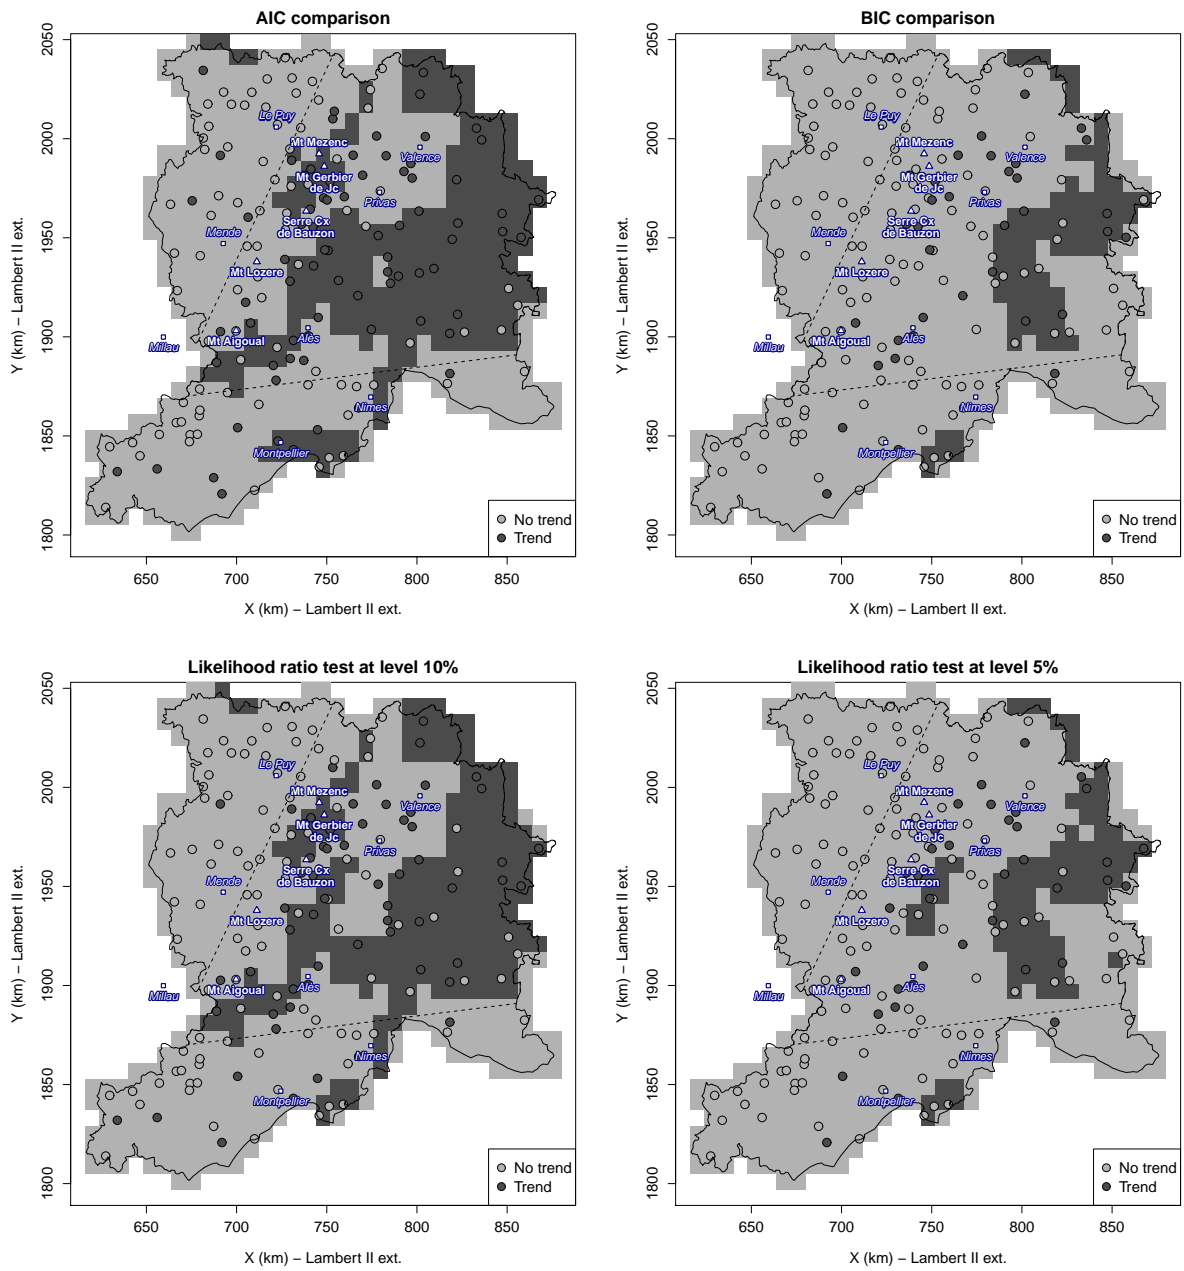 AIC comparison
2050
2000
1950
1900
1850
1800
Y (km) – Lambert II ext.
Le Puy
Mt Mezenc
Valence
Mt Gerbier
de Jc
Privas
Serre Cx
de Bauzon
Mende
Mt Lozere
Millau
Mt Aigoual
Alès
Nimes
Montpellier
No trend
Trend
650 700 750 800 850
X (km) – Lambert II ext.
BIC comparison
2050
2000
1950
1900
1850
1800
Y (km) – Lambert II ext.
Le Puy
Mt Mezenc
Valence
Mt Gerbier
de Jc
Privas
Serre Cx
de Bauzon
Mende
Mt Lozere
Millau
Mt Aigoual
Alès
Nimes
Montpellier
No trend
Trend
650 700 750 800 850
X (km) – Lambert II ext.
Likelihood ratio test at level 10%
2050
2000
1950
1900
1850
1800
Y (km) – Lambert II ext.
Le Puy
Mt Mezenc
Valence
Mt Gerbier
de Jc
Privas
Serre Cx
de Bauzon
Mende
Mt Lozere
Millau
Mt Aigoual
Alès
Nimes
Montpellier
No trend
Trend
650 700 750 800 850
X (km) – Lambert II ext.
Likelihood ratio test at level 5%
2050
2000
1950
1900
1850
1800
Y (km) – Lambert II ext.
Le Puy
Mt Mezenc
Valence
Mt Gerbier
de Jc
Privas
Serre Cx
de Bauzon
Mende
Mt Lozere
Millau
Mt Aigoual
Alès
Nimes
Montpellier
No trend
Trend
650 700 750 800 850
X (km) – Lambert II ext.